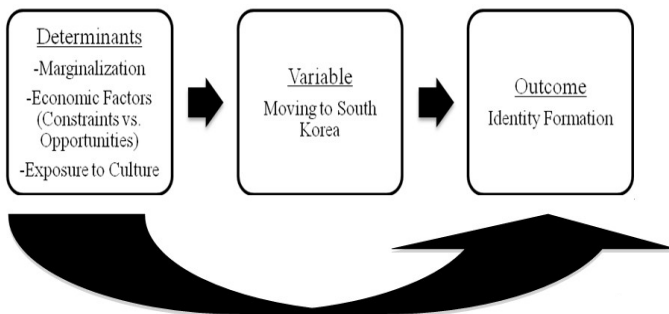 Determinants
-Marginalization
-Economic Factors
(Constraints vs.
Opportunities)
-Exposure to Culture
Variable
Moving to South
Korea
Outcome
Identity Formation